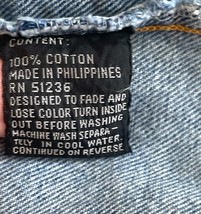 CONTENT:
100% COTTON
MADE IN PHILIPPINES
RN 51236
DESIGNED TO FADE AND
LOSE COLOR TURN INSIDE
OUT BEFORE WASHING
MACHINE WASH SEPARA-
TELY IN COOL WATER.
CONTINUED ON REVERSE